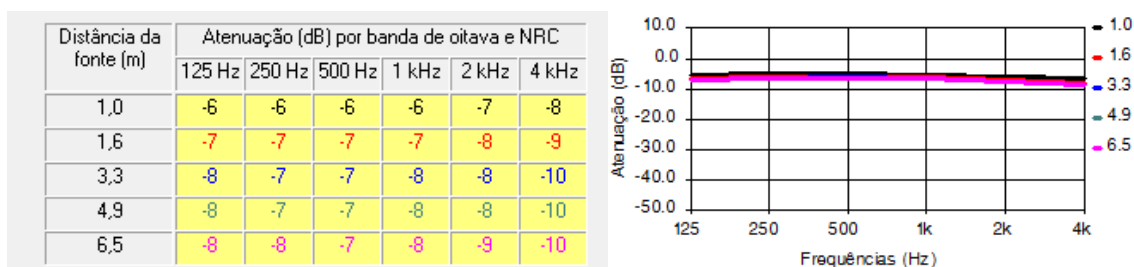 Distância da fonte (m) Atenuação (dB) por banda de oitava e NRC
125 Hz 250 Hz 500 Hz 1 kHz 2 kHz 4 kHz
1,0 -6 -6 -6 -6 -7 -8
1,6 -7 -7 -7 -7 -8 -9
3,3 -8 -7 -7 -8 -8 -10
4,9 -8 -7 -7 -8 -8 -10
6,5 -8 -8 -7 -8 -9 -10
Atenuação (dB)
10.0
0.0
-10.0
-20.0
-30.0
-40.0
-50.0
125 250 500 1k 2k 4k
Frequências (Hz)
1.0
1.6
3.3
4.9
6.5